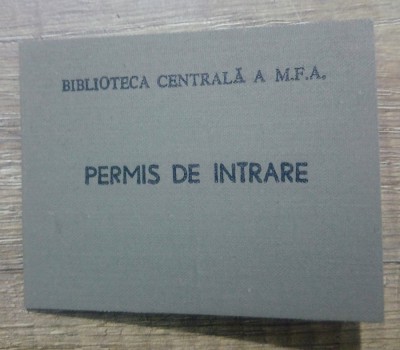 BIBLIOTECA CENTRALĂ A M.F.A.
PERMIS DE INTRARE